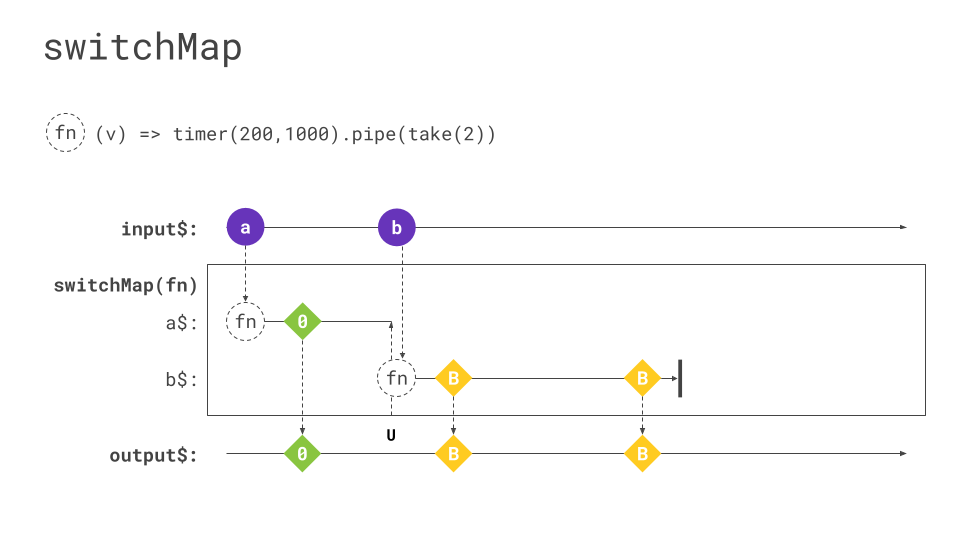 switchMap
fn (v) => timer(200,1000).pipe(take(2))
input$: a b
switchMap(fn)
a$: fn 0
b$: fn B B
U
output$: 0 B B